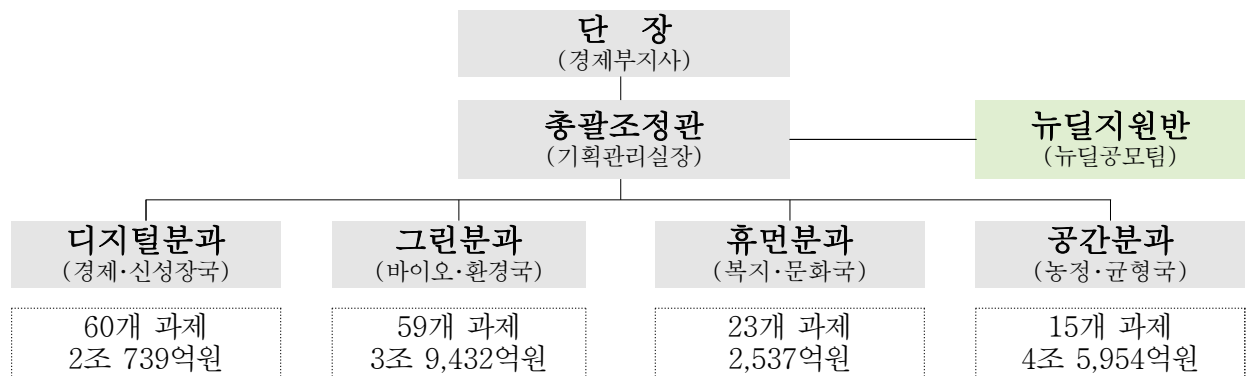 단 장
(경제부지사)
총괄조정관
(기획관리실장)
뉴딜지원반
(뉴딜공모팀)
디지털분과
(경제·신성장국)
그린분과
(바이오·환경국)
휴먼분과
(복지·문화국)
공간분과
(농정·균형국)
60개 과제
2조 739억원
59개 과제
3조 9,432억원
23개 과제
2,537억원
15개 과제
4조 5,954억원